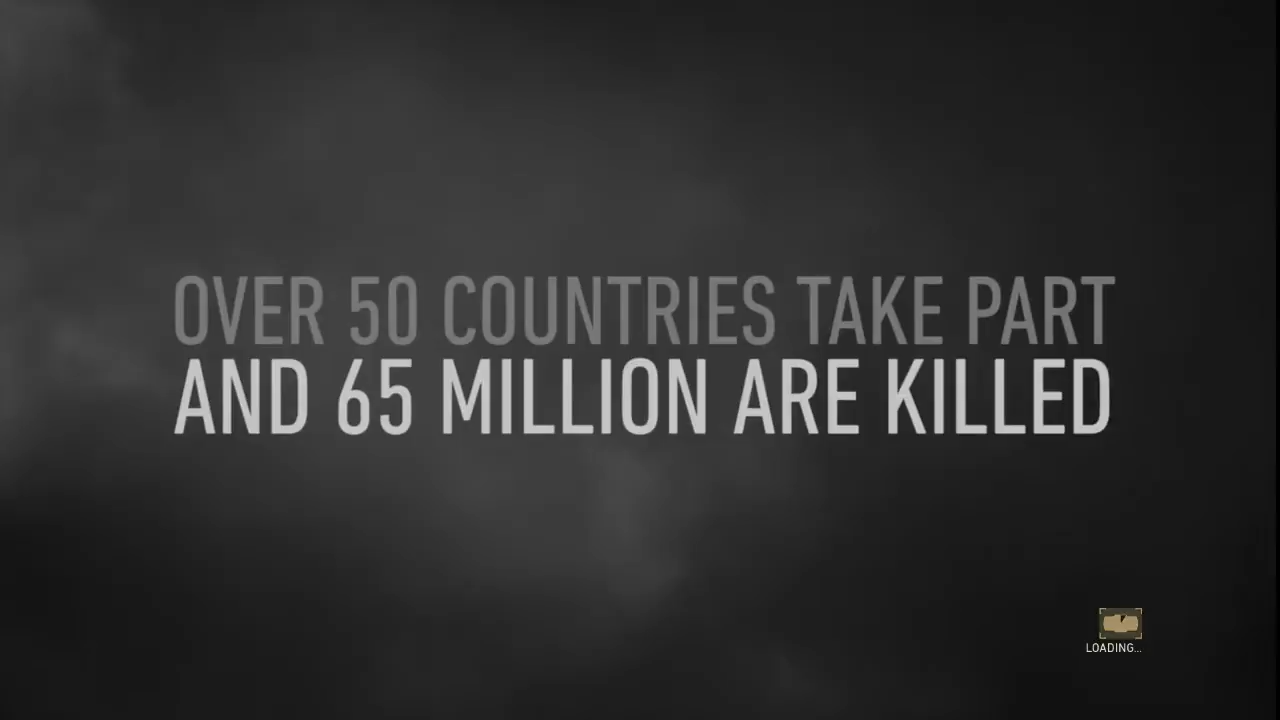 OVER 50 COUNTRIES TAKE PART
AND 65 MILLION ARE KILLED
LOADING...